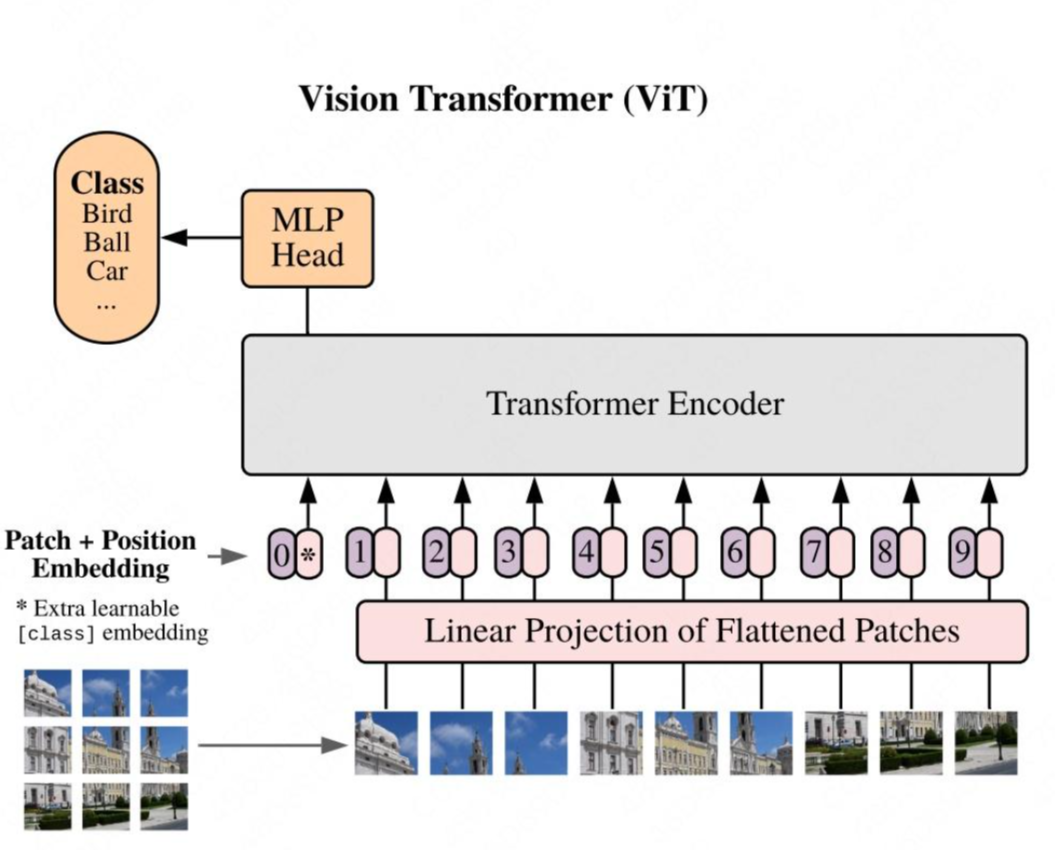 Vision Transformer (ViT)
Class
Bird
Ball
Car
...
MLP
Head
Transformer Encoder
Patch + Position
Embedding
0 * 1 2 3 4 5 6 7 8 9
* Extra learnable
[class] embedding
Linear Projection of Flattened Patches